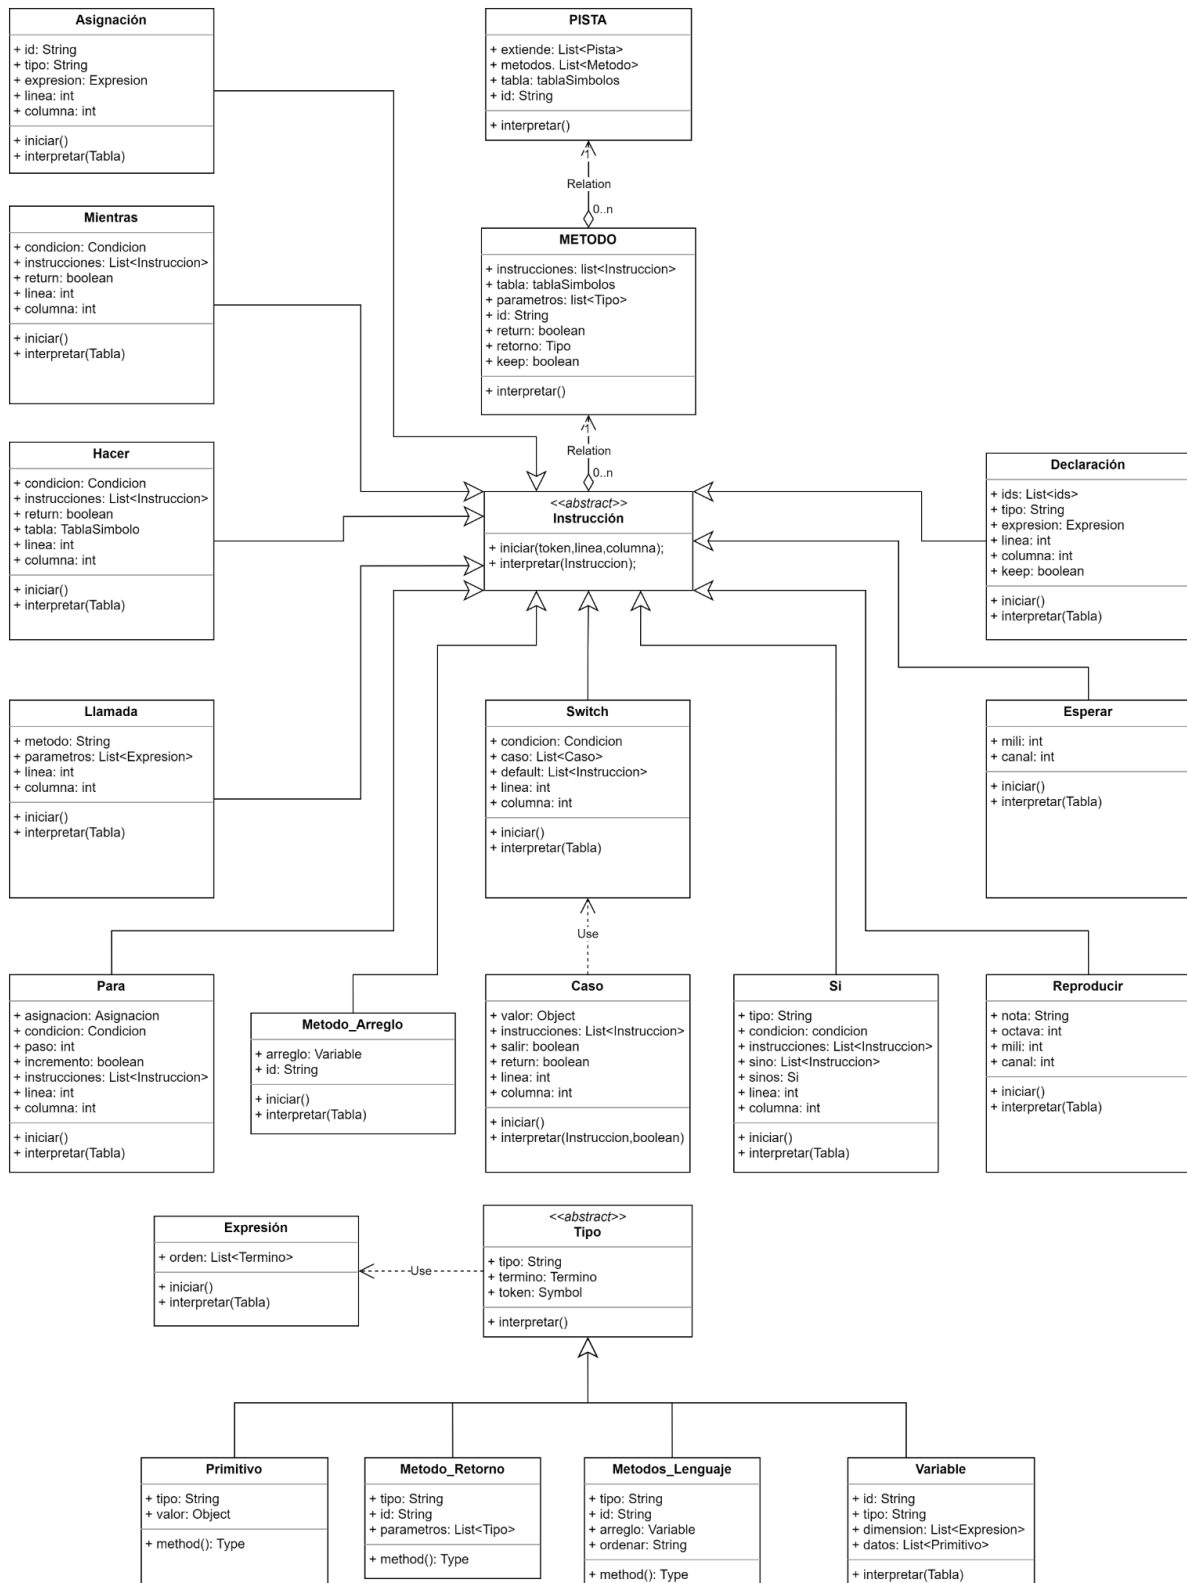 Asignación
+ id: String
+ tipo: String
+ expresion: Expresion
+ linea: int
+ columna: int
+ iniciar()
+ interpretar(Tabla)
PISTA
+ extiende: List<Pista>
+ metodos. List<Metodo>
+ tabla: tablaSimbolos
+ id: String
+ interpretar()
1
Relation
0..n
Mientras
+ condicion: Condicion
+ instrucciones: List<Instruccion>
+ return: boolean
+ linea: int
+ columna: int
+ iniciar()
+ interpretar(Tabla)
METODO
+ instrucciones: list<Instruccion>
+ tabla: tablaSimbolos
+ parametros: list<Tipo>
+ id: String
+ return: boolean
+ retorno: Tipo
+ keep: boolean
+ interpretar()
1
Relation
0..n
Hacer
+ condicion: Condicion
+ instrucciones: List<Instruccion>
+ return: boolean
+ tabla: TablaSimbolo
+ linea: int
+ columna: int
+ iniciar()
+ interpretar(Tabla)
<<abstract>>
Instrucción
+ iniciar(token,linea,columna);
+ interpretar(Instruccion);
Declaración
+ ids: List<ids>
+ tipo: String
+ expresion: Expresion
+ linea: int
+ columna: int
+ keep: boolean
+ iniciar()
+ interpretar(Tabla)
Llamada
+ metodo: String
+ parametros: List<Expresion>
+ linea: int
+ columna: int
+ iniciar()
+ interpretar(Tabla)
Switch
+ condicion: Condicion
+ caso: List<Caso>
+ default: List<Instruccion>
+ linea: int
+ columna: int
+ iniciar()
+ interpretar(Tabla)
Esperar
+ mili: int
+ canal: int
+ iniciar()
+ interpretar(Tabla)
Use
Para
+ asignacion: Asignacion
+ condicion: Condicion
+ paso: int
+ incremento: boolean
+ instrucciones: List<Instruccion>
+ linea: int
+ columna: int
+ iniciar()
+ interpretar(Tabla)
Metodo_Arreglo
+ arreglo: Variable
+ id: String
+ iniciar()
+ interpretar(Tabla)
Caso
+ valor: Object
+ instrucciones: List<Instruccion>
+ salir: boolean
+ return: boolean
+ linea: int
+ columna: int
+ iniciar()
+ interpretar(Instruccion,boolean)
Si
+ tipo: String
+ condicion: condicion
+ instrucciones: List<Instruccion>
+ sino: List<Instruccion>
+ sinos: Si
+ linea: int
+ columna: int
+ iniciar()
+ interpretar(Tabla)
Reproducir
+ nota: String
+ octava: int
+ mili: int
+ canal: int
+ iniciar()
+ interpretar(Tabla)
Expresión
+ orden: List<Termino>
+ iniciar()
+ interpretar(Tabla)
Use
<<abstract>>
Tipo
+ tipo: String
+ termino: Termino
+ token: Symbol
+ interpretar()
Primitivo
+ tipo: String
+ valor: Object
+ method(): Type
Metodo_Retorno
+ tipo: String
+ id: String
+ parametros: List<Tipo>
+ method(): Type
Metodos_Lenguaje
+ tipo: String
+ id: String
+ arreglo: Variable
+ ordenar: String
+ method(): Type
Variable
+ id: String
+ tipo: String
+ dimension: List<Expresion>
+ datos: List<Primitivo>
+ interpretar(Tabla)